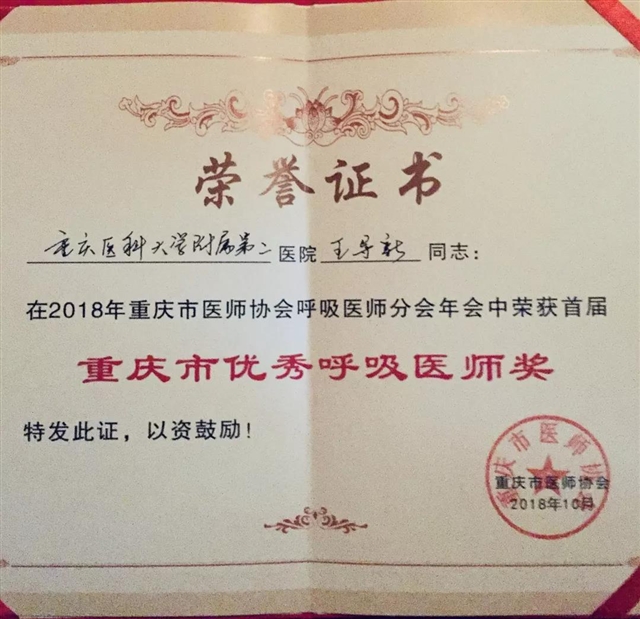 荣誉证书
重庆医科大学附属第二医院王导新同志：
在2018年重庆市医师协会呼吸医师分会年会中荣获首届
重庆市优秀呼吸医师奖
特发此证，以资鼓励！
重庆市医师协会
重庆市医师协会
2018年10月